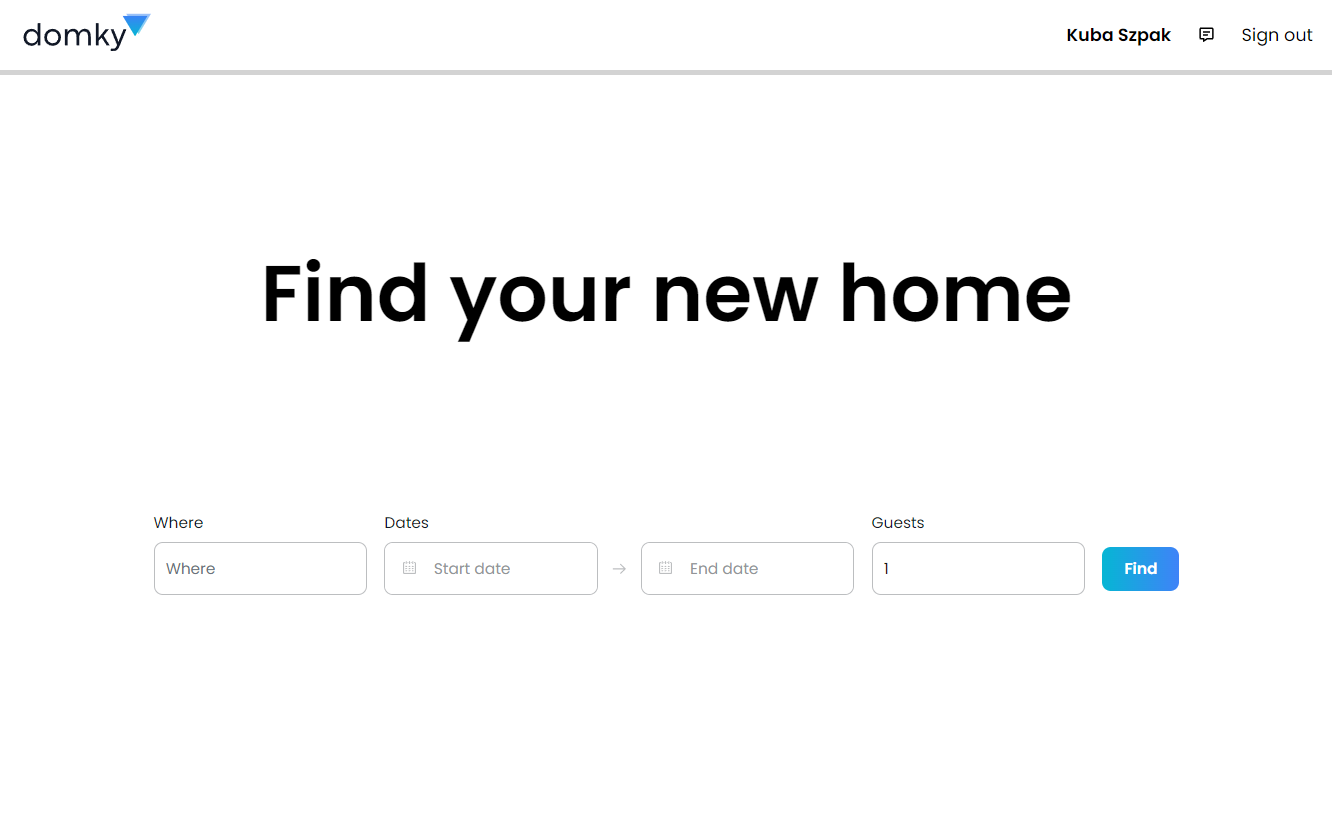 domky
Kuba Szpak
Sign out
Find your new home
Where
Dates
Guests
Where
Start date
End date
1
Find